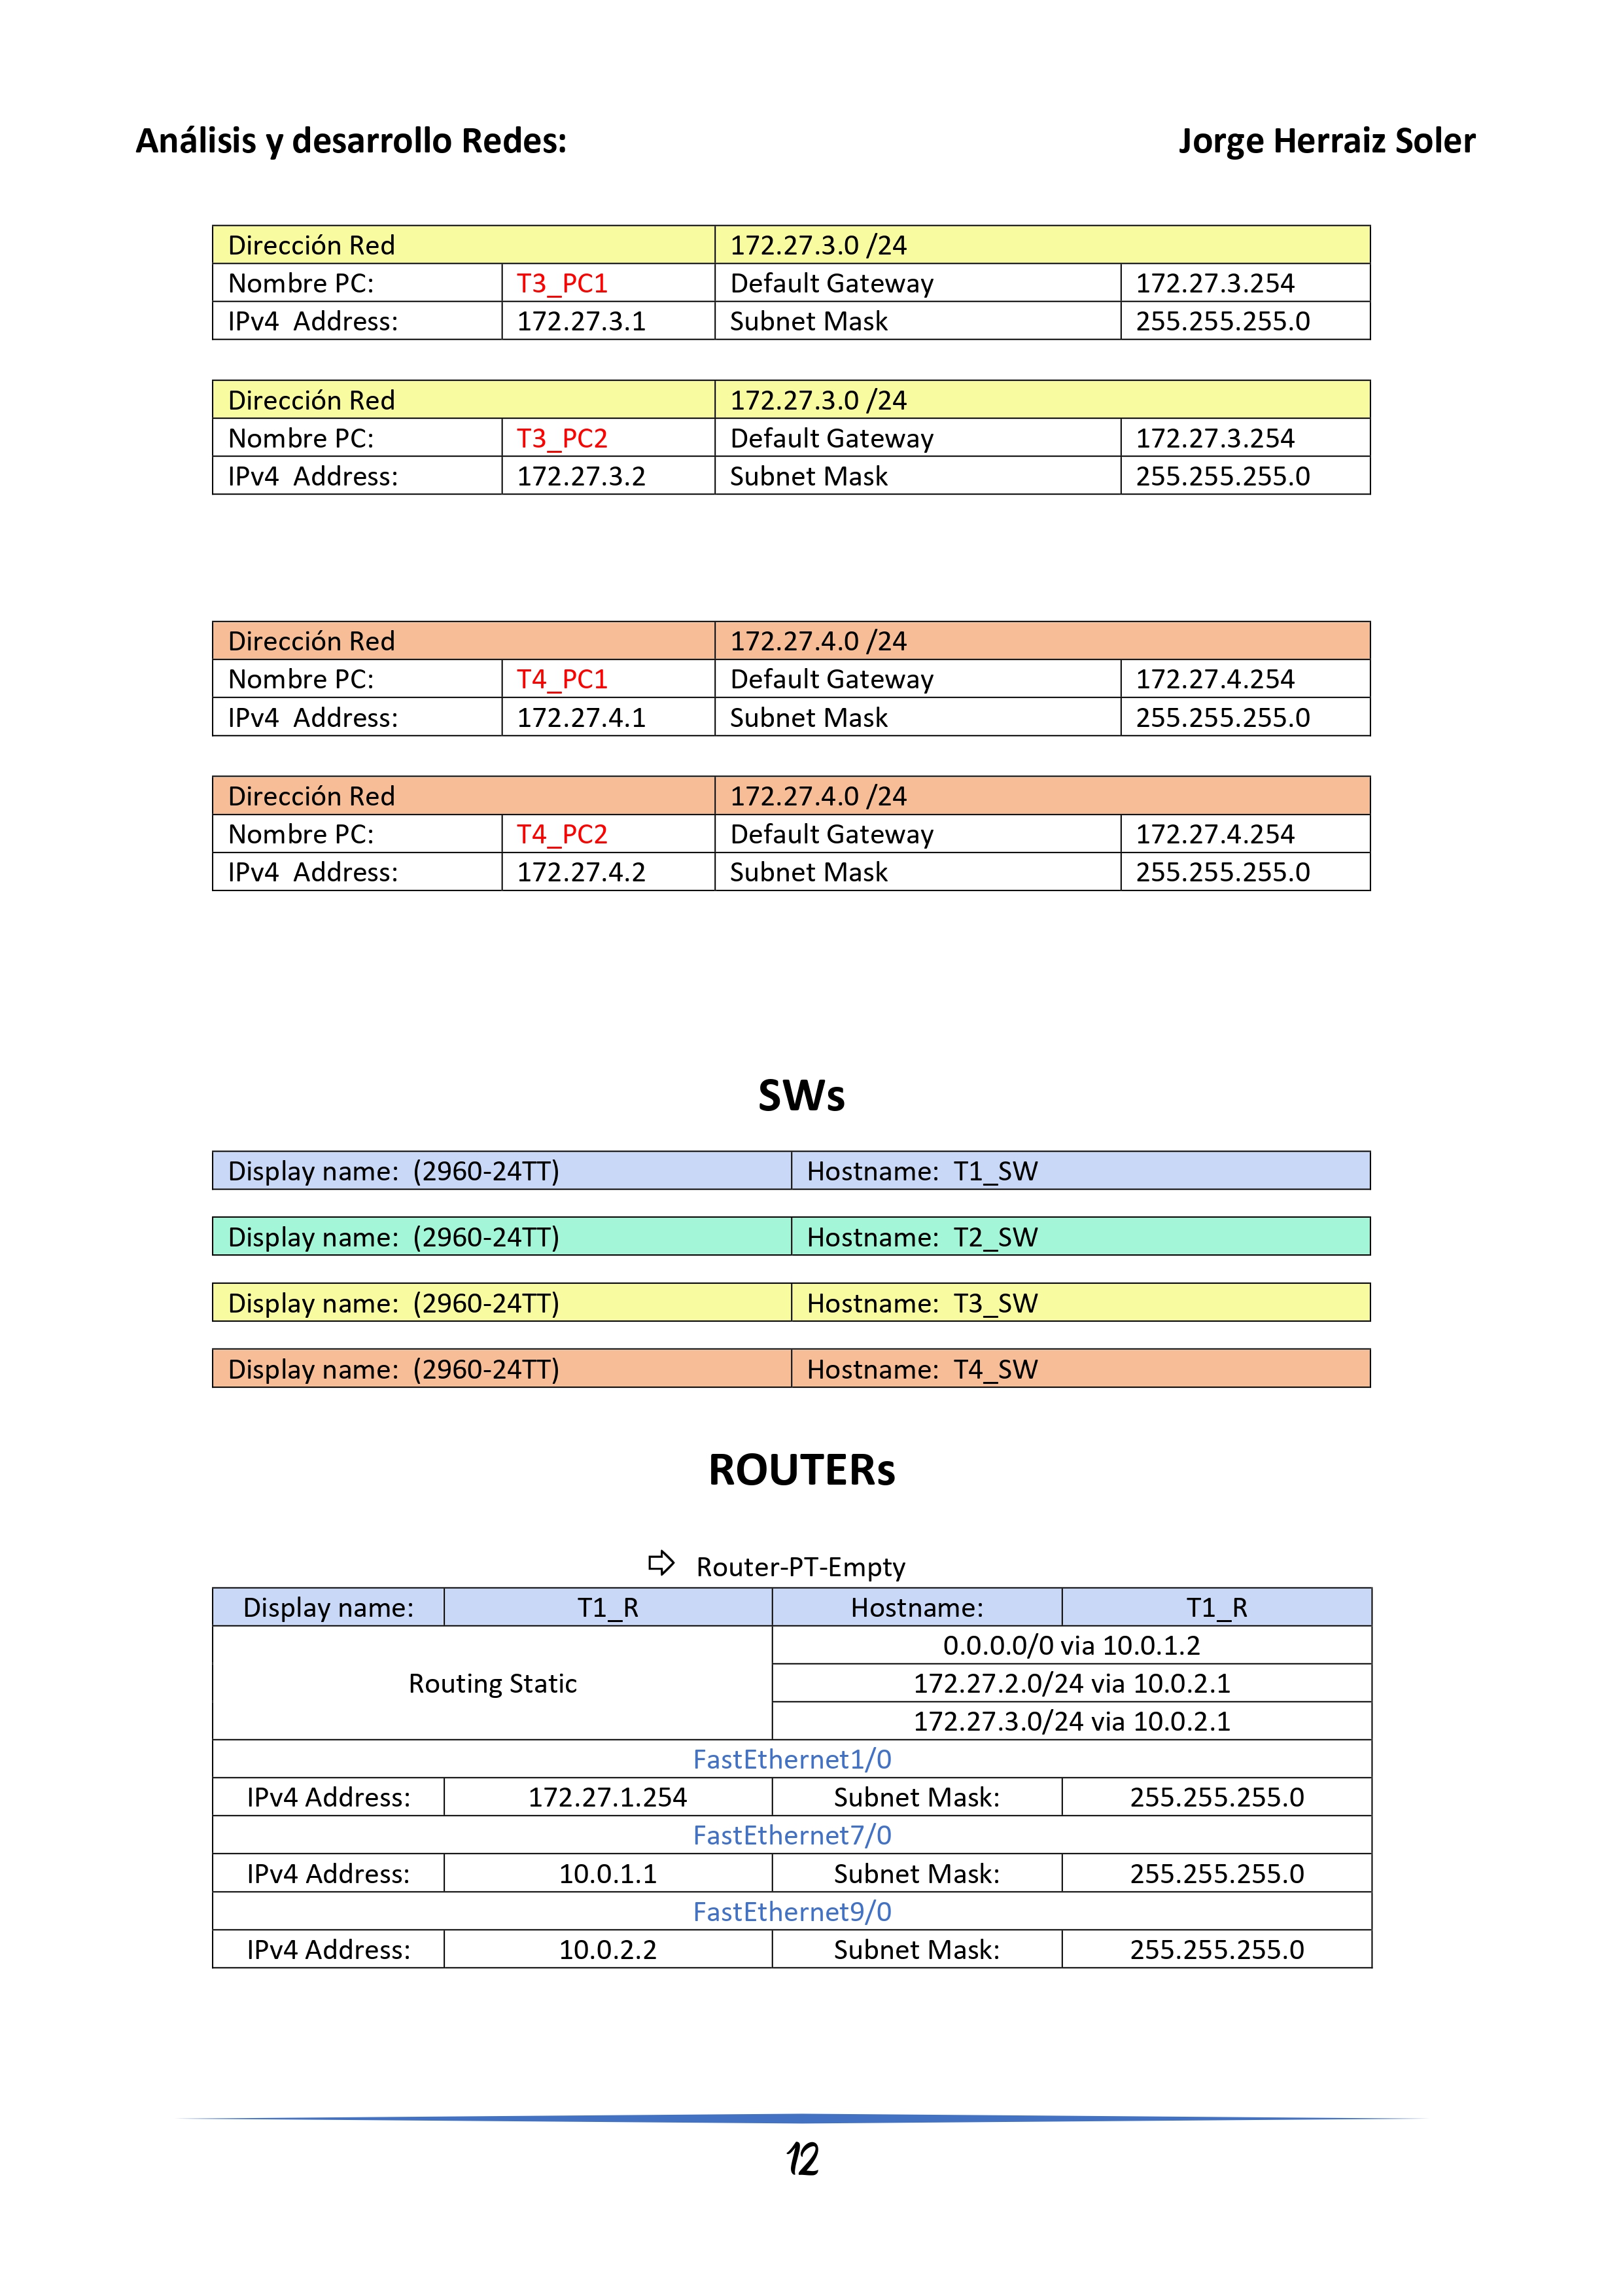 Análisis y desarrollo Redes: Jorge Herraiz Soler
Dirección Red 172.27.3.0 /24
Nombre PC: T3_PC1 Default Gateway 172.27.3.254
IPv4 Address: 172.27.3.1 Subnet Mask 255.255.255.0
Dirección Red 172.27.3.0 /24
Nombre PC: T3_PC2 Default Gateway 172.27.3.254
IPv4 Address: 172.27.3.2 Subnet Mask 255.255.255.0
Dirección Red 172.27.4.0 /24
Nombre PC: T4_PC1 Default Gateway 172.27.4.254
IPv4 Address: 172.27.4.1 Subnet Mask 255.255.255.0
Dirección Red 172.27.4.0 /24
Nombre PC: T4_PC2 Default Gateway 172.27.4.254
IPv4 Address: 172.27.4.2 Subnet Mask 255.255.255.0
SWs
Display name: (2960-24TT) Hostname: T1_SW
Display name: (2960-24TT) Hostname: T2_SW
Display name: (2960-24TT) Hostname: T3_SW
Display name: (2960-24TT) Hostname: T4_SW
ROUTERs
Router-PT-Empty
Display name: T1_R Hostname: T1_R
Routing Static
0.0.0.0/0 via 10.0.1.2
172.27.2.0/24 via 10.0.2.1
172.27.3.0/24 via 10.0.2.1
FastEthernet1/0
IPv4 Address: 172.27.1.254 Subnet Mask: 255.255.255.0
FastEthernet7/0
IPv4 Address: 10.0.1.1 Subnet Mask: 255.255.255.0
FastEthernet9/0
IPv4 Address: 10.0.2.2 Subnet Mask: 255.255.255.0
12